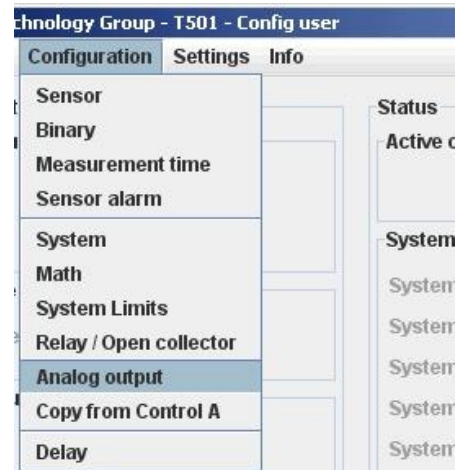 chnology Group - T501 - Config user
Configuration Settings Info
Sensor
Binary
Measurement time
Sensor alarm
System
Math
System Limits
Relay / Open collector
Analog output
Copy from Control A
Delay
Status
Active
System
System
System
System
System
System